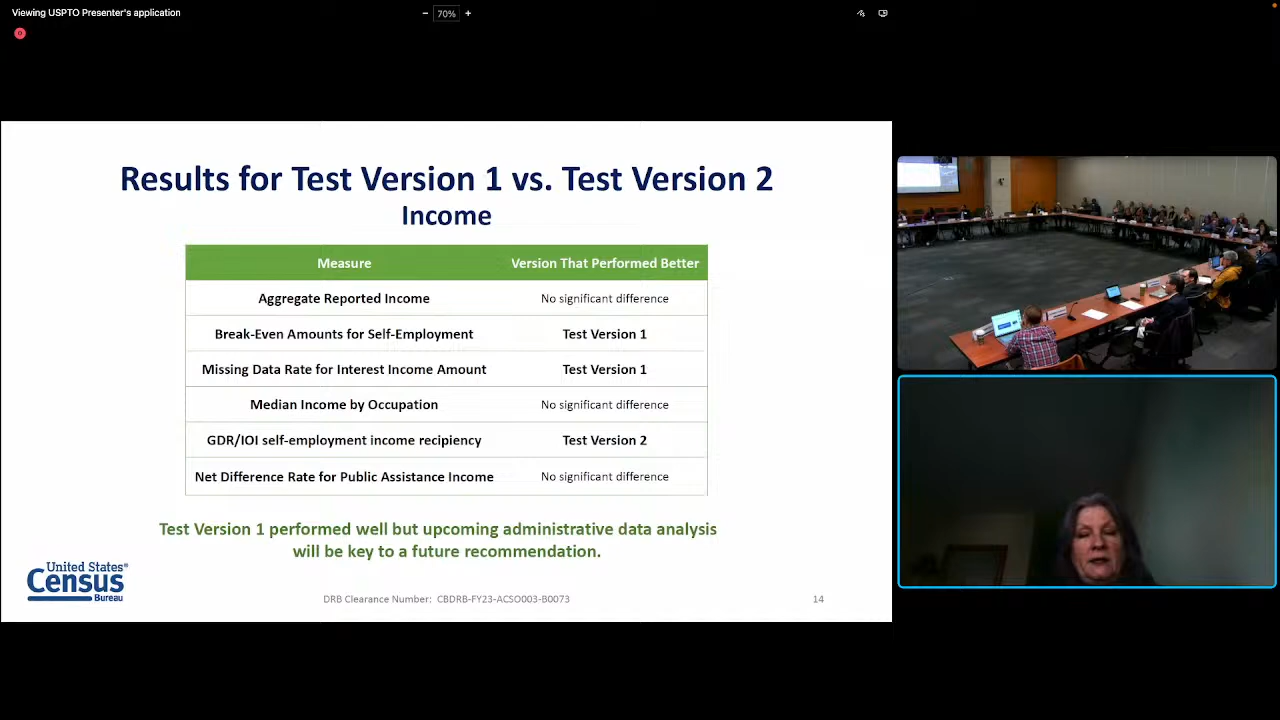 Viewing USPTO Presenter's application
− 70% +
Results for Test Version 1 vs. Test Version 2
Income
Measure Version That Performed Better
Aggregate Reported Income No significant difference
Break-Even Amounts for Self-Employment Test Version 1
Missing Data Rate for Interest Income Amount Test Version 1
Median Income by Occupation No significant difference
GDR/IOI self-employment income recipiency Test Version 2
Net Difference Rate for Public Assistance Income No significant difference
Test Version 1 performed well but upcoming administrative data analysis
will be key to a future recommendation.
United States®
Census
Bureau
DRB Clearance Number: CBDRB-FY23-ACSO003-B0073
14